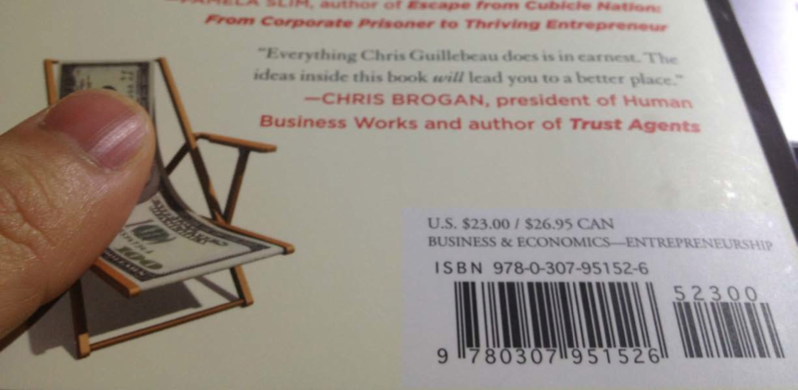 —PAMELA SLIM, author of Escape from Cubicle Nation:
From Corporate Prisoner to Thriving Entrepreneur
"Everything Chris Guillebeau does is in earnest. The
ideas inside this book will lead you to a better place."
—CHRIS BROGAN, president of Human
Business Works and author of Trust Agents
U.S. $23.00 / $26.95 CAN
BUSINESS & ECONOMICS—ENTREPRENEURSHIP
ISBN 978-0-307-95152-6
52300
9 780307 951526
100